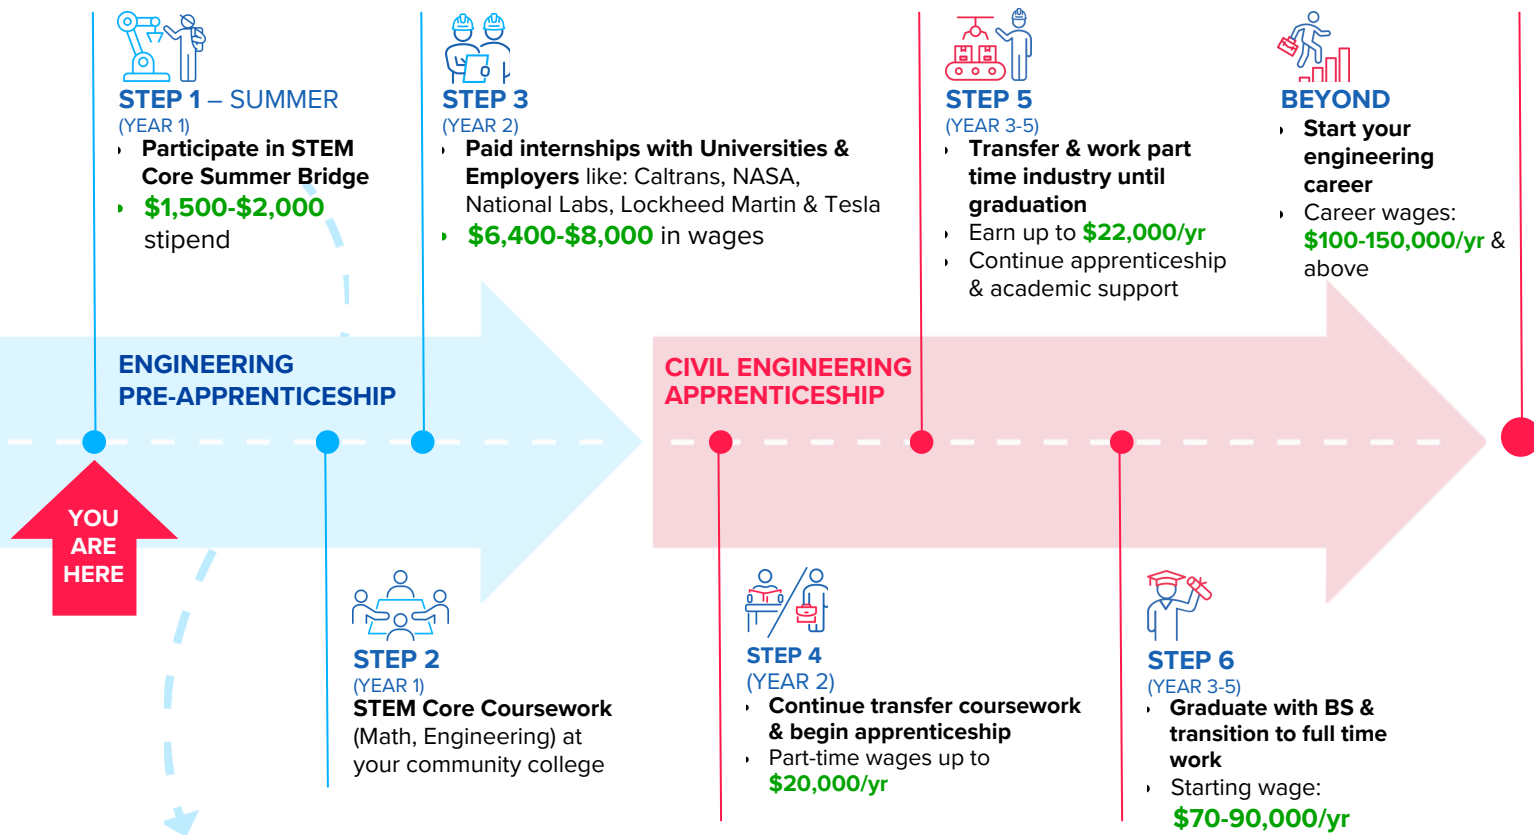 STEP 1 – SUMMER
(YEAR 1)
Participate in STEM
Core Summer Bridge
$1,500-$2,000
stipend
STEP 3
(YEAR 2)
Paid internships with Universities &
Employers like: Caltrans, NASA,
National Labs, Lockheed Martin & Tesla
$6,400-$8,000 in wages
STEP 5
(YEAR 3-5)
Transfer & work part
time industry until
graduation
Earn up to $22,000/yr
Continue apprenticeship
& academic support
BEYOND
Start your
engineering
career
Career wages:
$100-150,000/yr &
above
ENGINEERING
PRE-APPRENTICESHIP
CIVIL ENGINEERING
APPRENTICESHIP
YOU
ARE
HERE
STEP 2
(YEAR 1)
STEM Core Coursework
(Math, Engineering) at
your community college
STEP 4
(YEAR 2)
Continue transfer coursework
& begin apprenticeship
Part-time wages up to
$20,000/yr
STEP 6
(YEAR 3-5)
Graduate with BS &
transition to full time
work
Starting wage:
$70-90,000/yr